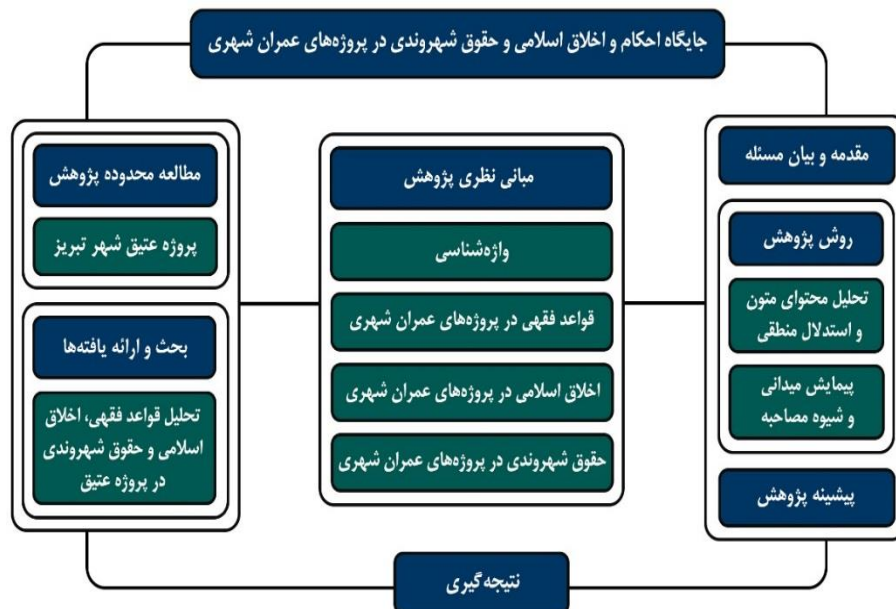 جایگاه احکام و اخلاق اسلامی و حقوق شهروندی در پروژه‌های عمران شهری
مقدمه و بیان مسئله
روش پژوهش
تحلیل محتوای متون
و استدلال منطقی
پیمایش میدانی
و شیوه مصاحبه
پیشینه پژوهش
مبانی نظری پژوهش
واژه‌شناسی
قواعد فقهی در پروژه‌های عمران شهری
اخلاق اسلامی در پروژه‌های عمران شهری
حقوق شهروندی در پروژه‌های عمران شهری
مطالعه محدوده پژوهش
پروژه عتیق شهر تبریز
بحث و ارائه یافته‌ها
تحلیل قواعد فقهی، اخلاق
اسلامی و حقوق شهروندی
در پروژه عتیق
نتیجه‌گیری